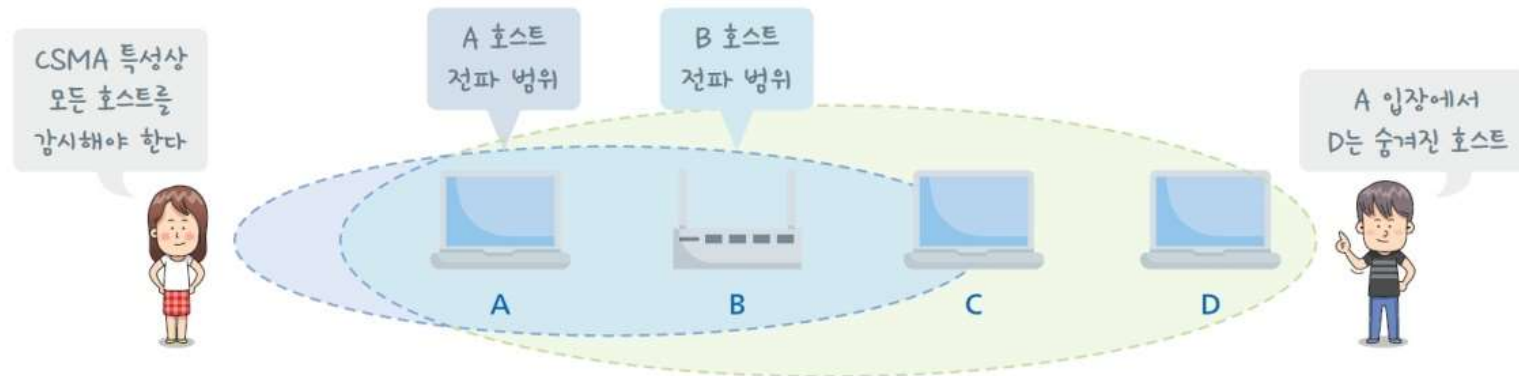 CSMA 특성상
모든 호스트를
감시해야 한다
A 호스트
전파 범위
B 호스트
전파 범위
A 입장에서
D는 숨겨진 호스트
A
B
C
D